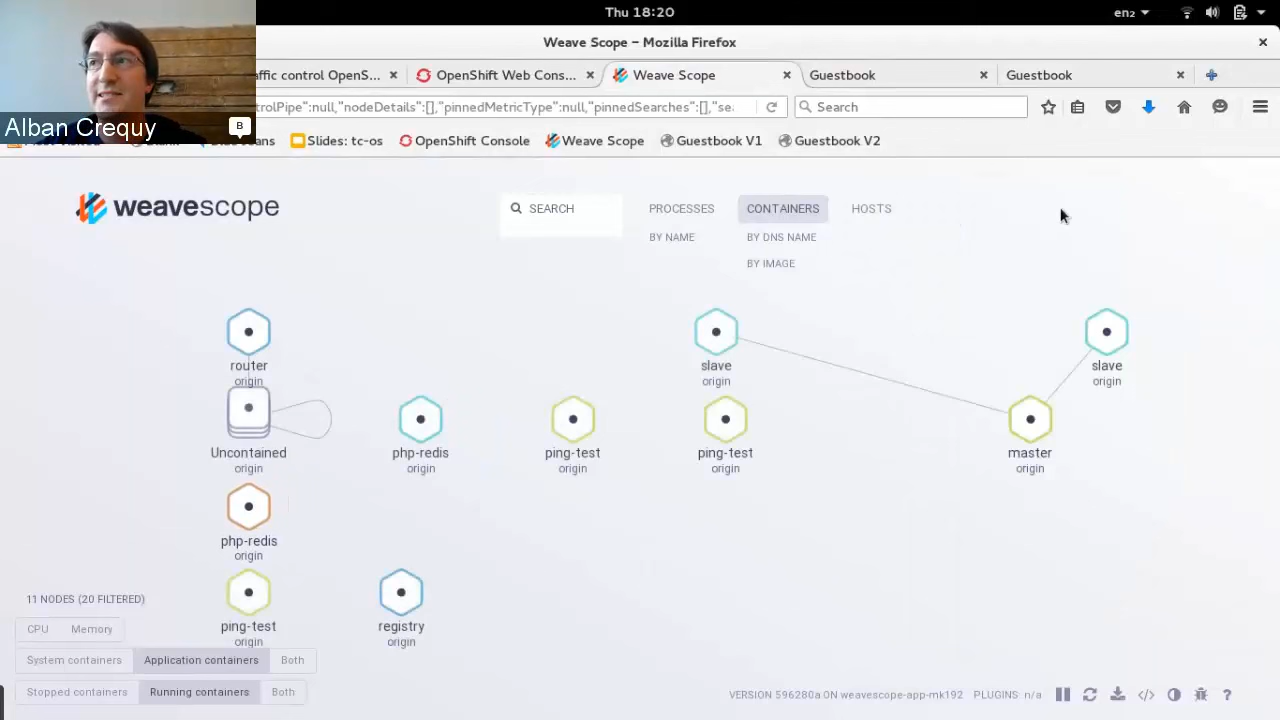 Thu 18:20
en₂
Weave Scope - Mozilla Firefox
affic control OpenS...
OpenShift Web Cons...
Weave Scope
Guestbook
Guestbook
trolPipe":null,"nodeDetails":[],"pinnedMetricType":null,"pinnedSearches":[],"sea
Search
Alban Crequy
B
Slides: tc-os
OpenShift Console
Weave Scope
Guestbook V1
Guestbook V2
weavescope
SEARCH
PROCESSES
CONTAINERS
HOSTS
BY NAME
BY DNS NAME
BY IMAGE
router
origin
slave
origin
slave
origin
Uncontained
origin
php-redis
origin
ping-test
origin
ping-test
origin
master
origin
php-redis
origin
ping-test
origin
registry
origin
11 NODES (20 FILTERED)
CPU
Memory
System containers
Application containers
Both
Stopped containers
Running containers
Both
VERSION 596280a ON weavescope-app-mk192
PLUGINS: n/a